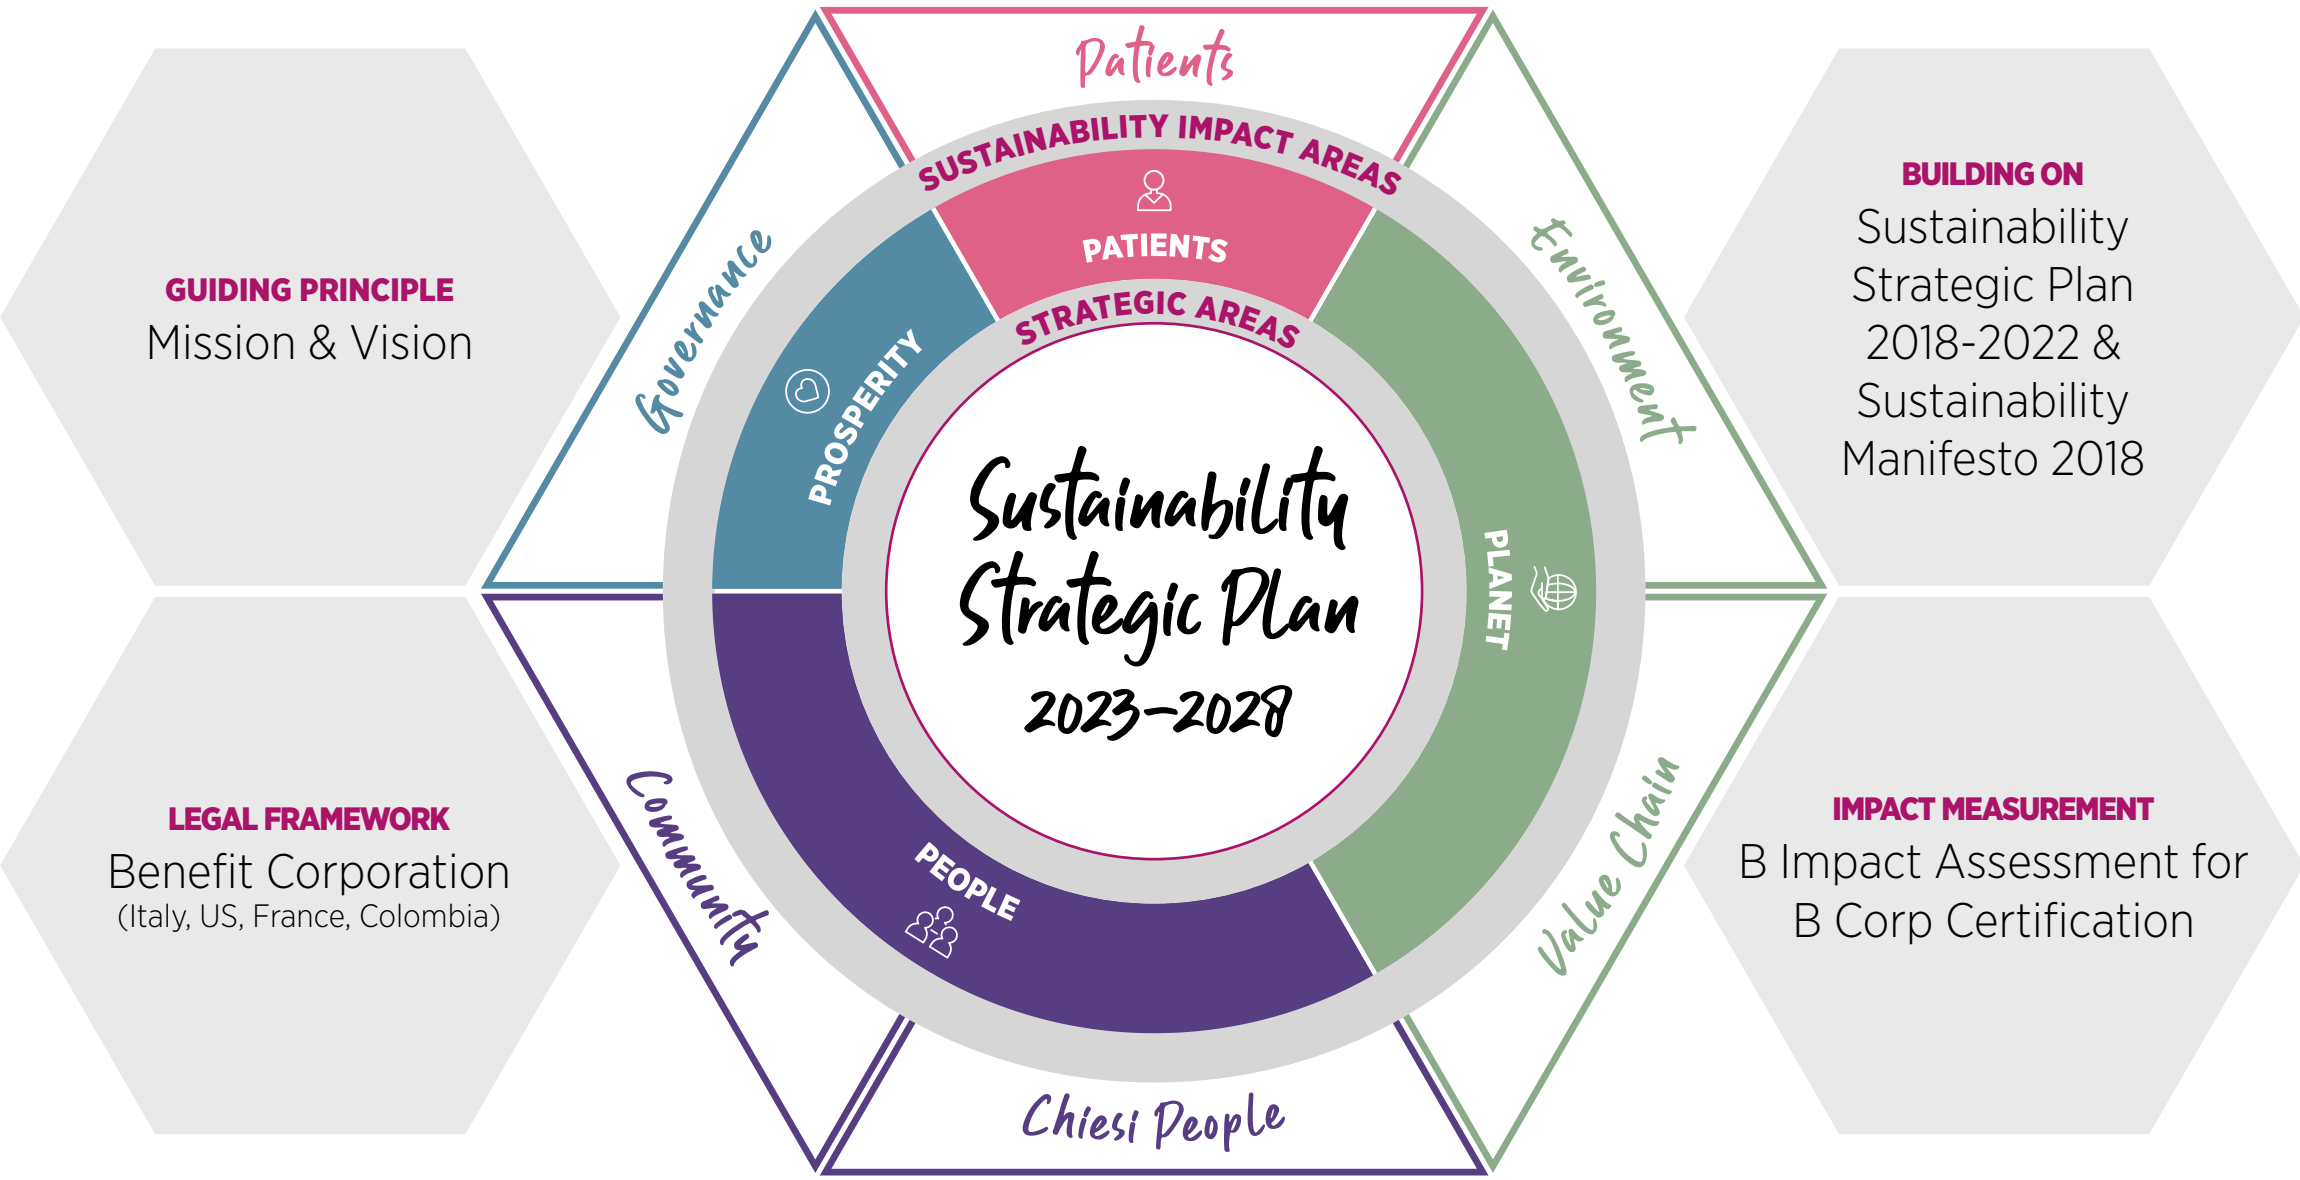 Patients
SUSTAINABILITY IMPACT AREAS
PATIENTS
STRATEGIC AREAS
Governance
PROSPERITY
Environment
PLANET
Sustainability
Strategic Plan
2023–2028
Community
PEOPLE
Value Chain
Chiesi People
GUIDING PRINCIPLE
Mission & Vision
LEGAL FRAMEWORK
Benefit Corporation
(Italy, US, France, Colombia)
BUILDING ON
Sustainability
Strategic Plan
2018-2022 &
Sustainability
Manifesto 2018
IMPACT MEASUREMENT
B Impact Assessment for
B Corp Certification